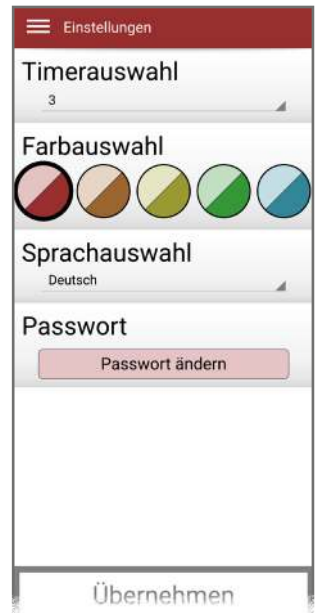 Einstellungen
Timerauswahl
3
Farbauswahl
Sprachauswahl
Deutsch
Passwort
Passwort ändern
Übernehmen